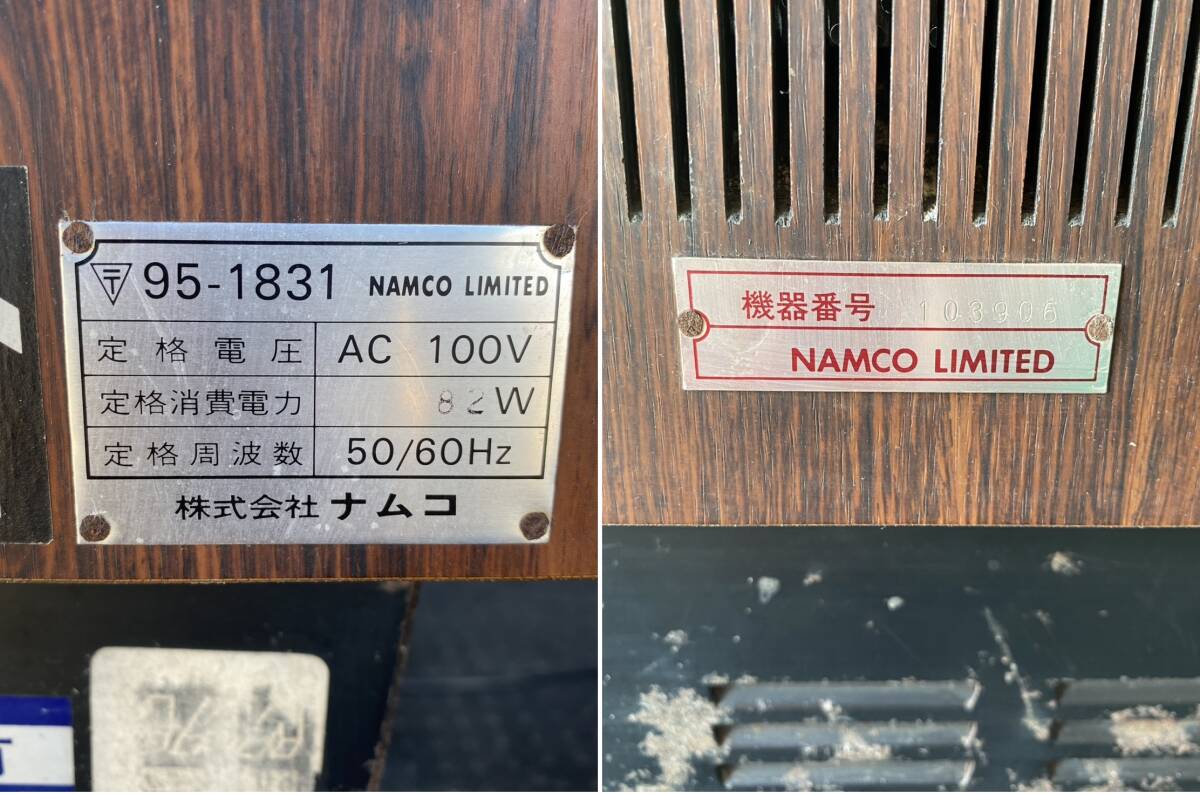 〒 95-1831 NAMCO LIMITED
定格電圧 AC 100V
定格消費電力 82W
定格周波数 50/60Hz
株式会社 ナムコ
機器番号 103906
NAMCO LIMITED